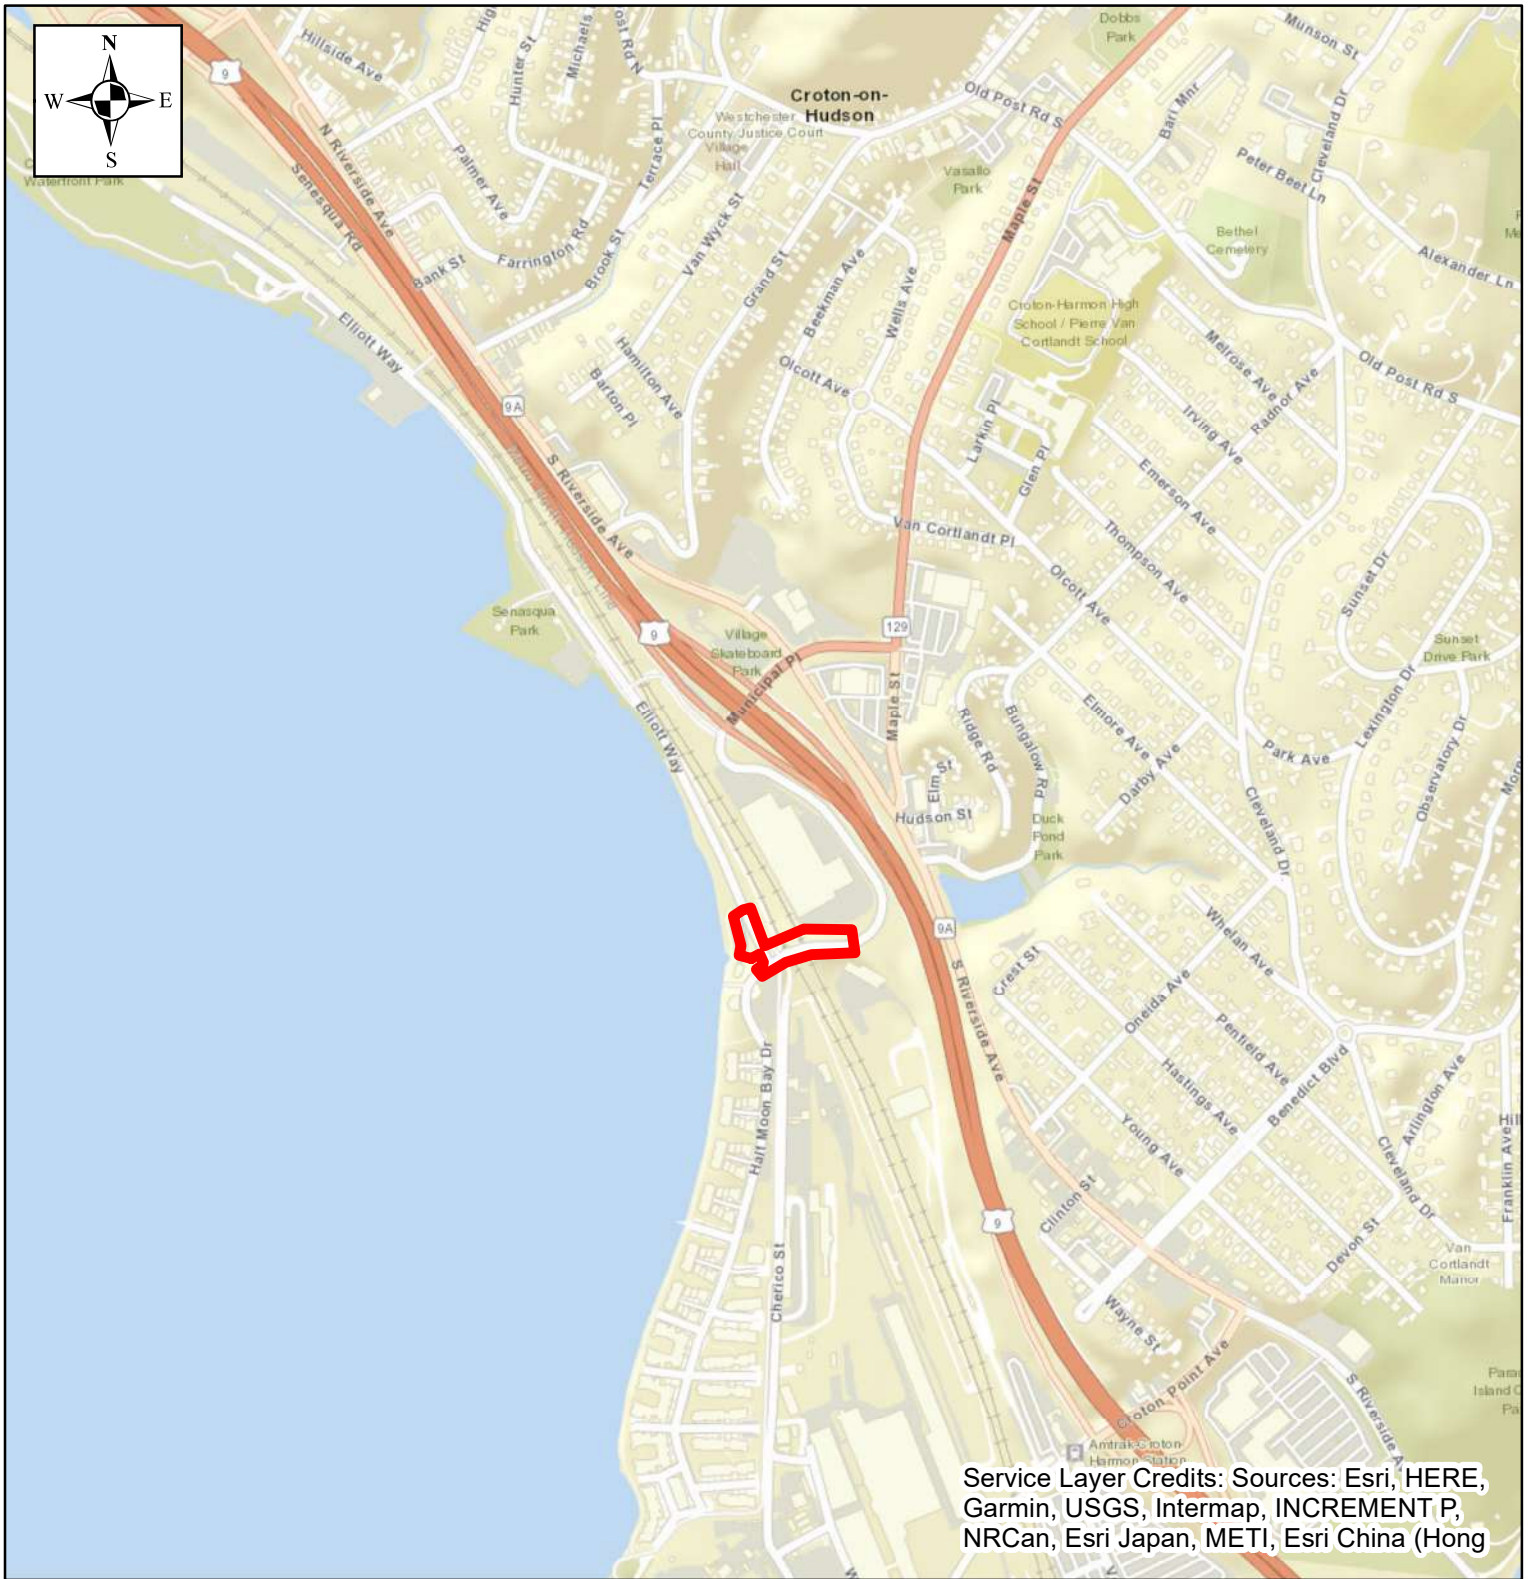 N
W
E
S
9
Hillside Ave
Hunter St
Michaels
Dobbs
Park
Munson St
Croton-on-
Hudson
Westchester
County Justice Court
Village
Hall
Old Post Rd S
Bari Mnr
Cleveland Dr
Waterfront Park
N Riverside Ave
Senesqua Rd
Palmer Ave
Terrace Pl
Vasallo
Park
Peter Beet Ln
Maple St
Bethel
Cemetery
Alexander Ln
Bank St
Farrington Rd
Brook St
Van Wyck St
Grand St
Beekman Ave
Wells Ave
Croton-Harmon High
School / Pierre Van
Cortlandt School
Elliott Way
Hamilton Ave
Barton Pl
Olcott Ave
Melrose Ave
Radnor Ave
Old Post Rd S
9A
Larkin Pl
Glen Pl
Irving Ave
Emerson Ave
S Riverside Ave
Van Cortlandt Pl
Thompson Ave
Olcott Ave
Sunset Dr
Senasqua
Park
9
Village
Skateboard
Park
Municipal Pl
129
Sunset
Drive Park
Elliott Way
Maple St
Ridge Rd
Bungalow Rd
Elmore Ave
Darby Ave
Park Ave
Lexington Dr
Observatory Dr
Elm St
Hudson St
Duck
Pond
Park
Cleveland Dr
9A
Whelan Ave
S Riverside Ave
Crest St
Oneida Ave
Penfield Ave
Hastings Ave
Benedict Blvd
Arlington Ave
Half Moon Bay Dr
Young Ave
Cleveland Dr
Franklin Ave
Clinton St
9
Devon St
Van
Cortlandt
Manor
Cherico St
Wayne St
Croton Point Ave
S Riverside A
Amtrak-Croton-
Harmon Station
Service Layer Credits: Sources: Esri, HERE,
Garmin, USGS, Intermap, INCREMENT P,
NRCan, Esri Japan, METI, Esri China (Hong